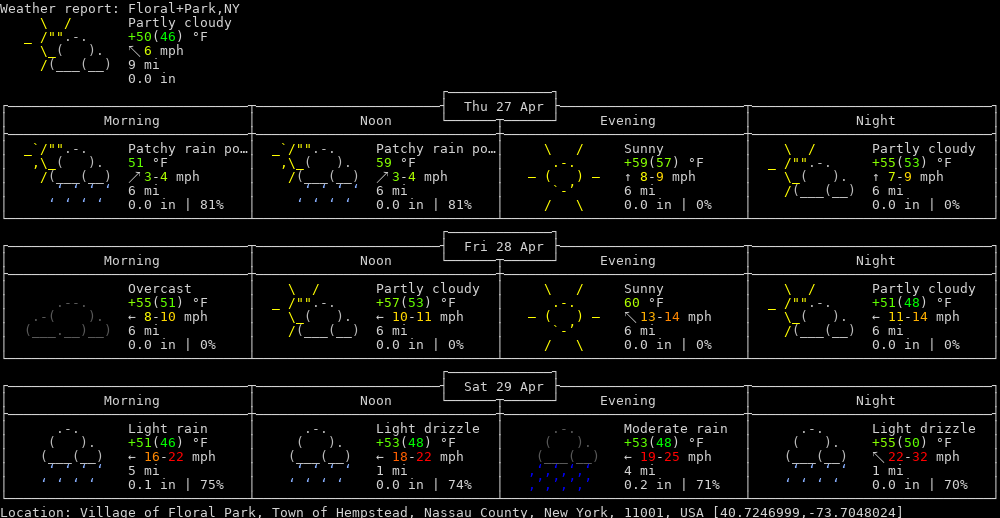 Weather report: Floral+Park,NY
Partly cloudy
+50(46) °F
↖ 6 mph
9 mi
0.0 in
Thu 27 Apr
Morning Noon Evening Night
Patchy rain po… Patchy rain po… Sunny Partly cloudy
51 °F 59 °F +59(57) °F +55(53) °F
↗ 3-4 mph ↗ 3-4 mph ↑ 8-9 mph ↑ 7-9 mph
6 mi 6 mi 6 mi 6 mi
0.0 in | 81% 0.0 in | 81% 0.0 in | 0% 0.0 in | 0%
Fri 28 Apr
Morning Noon Evening Night
Overcast Partly cloudy Sunny Partly cloudy
+55(51) °F +57(53) °F 60 °F +51(48) °F
← 8-10 mph ← 10-11 mph ↖ 13-14 mph ← 11-14 mph
6 mi 6 mi 6 mi 6 mi
0.0 in | 0% 0.0 in | 0% 0.0 in | 0% 0.0 in | 0%
Sat 29 Apr
Morning Noon Evening Night
Light rain Light drizzle Moderate rain Light drizzle
+51(46) °F +53(48) °F +53(48) °F +55(50) °F
← 16-22 mph ← 18-22 mph ← 19-25 mph ↖ 22-32 mph
5 mi 1 mi 4 mi 1 mi
0.1 in | 75% 0.0 in | 74% 0.2 in | 71% 0.0 in | 70%
Location: Village of Floral Park, Town of Hempstead, Nassau County, New York, 11001, USA [40.7246999,-73.7048024]